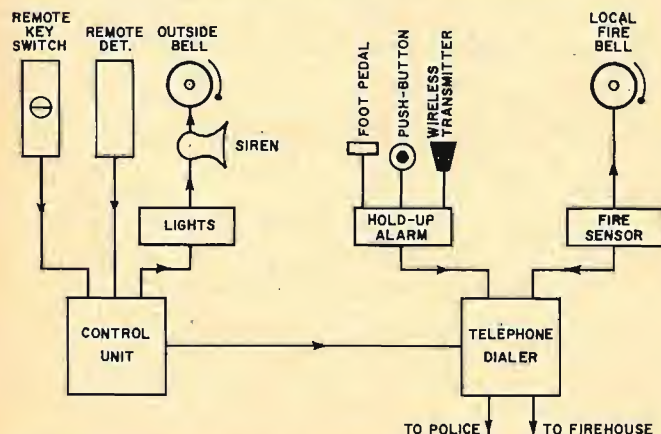 REMOTE
KEY
SWITCH
REMOTE
DET.
OUTSIDE
BELL
SIREN
LIGHTS
CONTROL
UNIT
FOOT PEDAL
PUSH-BUTTON
WIRELESS
TRANSMITTER
HOLD-UP
ALARM
LOCAL
FIRE
BELL
FIRE
SENSOR
TELEPHONE
DIALER
TO POLICE
TO FIREHOUSE